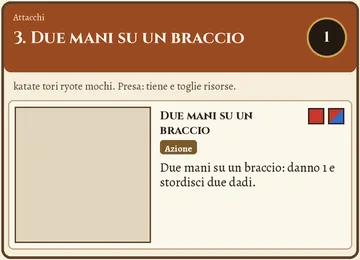 Attacchi
3. Due mani su un braccio
1
katate tori ryote mochi. Presa: tiene e toglie risorse.
Due mani su un
braccio
Azione
Due mani su un braccio: danno 1 e
stordisci due dadi.